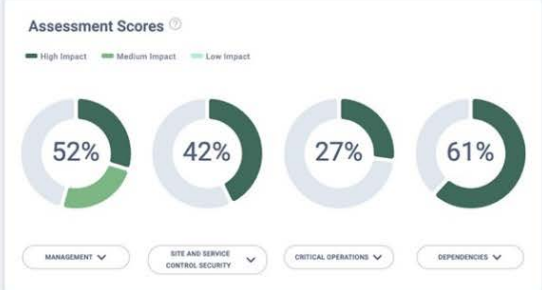 Assessment Scores ?
High Impact Medium Impact Low Impact
52% 42% 27% 61%
MANAGEMENT
SITE AND SERVICE
CONTROL SECURITY
CRITICAL OPERATIONS
DEPENDENCIES